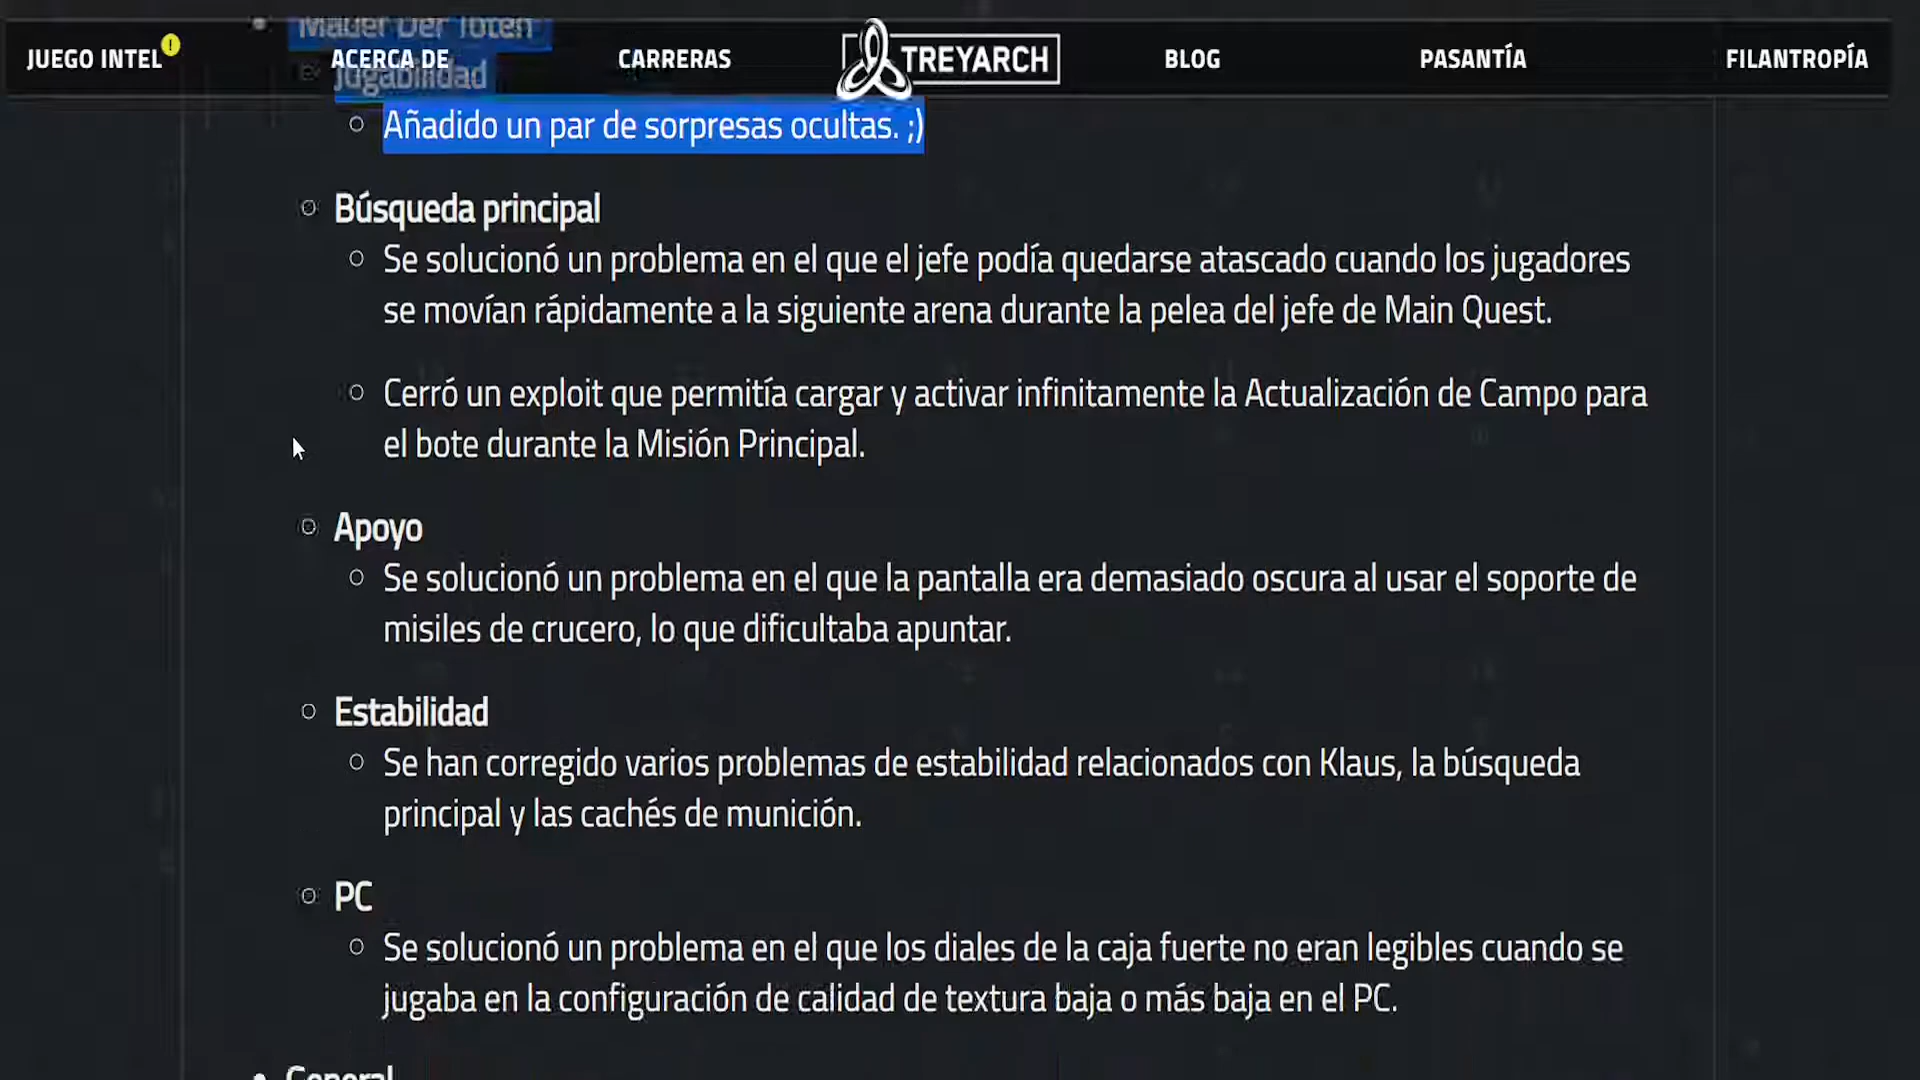 Mauer Der Toten
JUEGO INTEL !
ACERCA DE
CARRERAS
TREYARCH
BLOG
PASANTÍA
FILANTROPÍA
Jugabilidad
Añadido un par de sorpresas ocultas. ;)
Búsqueda principal
Se solucionó un problema en el que el jefe podía quedarse atascado cuando los jugadores
se movían rápidamente a la siguiente arena durante la pelea del jefe de Main Quest.
Cerró un exploit que permitía cargar y activar infinitamente la Actualización de Campo para
el bote durante la Misión Principal.
Apoyo
Se solucionó un problema en el que la pantalla era demasiado oscura al usar el soporte de
misiles de crucero, lo que dificultaba apuntar.
Estabilidad
Se han corregido varios problemas de estabilidad relacionados con Klaus, la búsqueda
principal y las cachés de munición.
PC
Se solucionó un problema en el que los diales de la caja fuerte no eran legibles cuando se
jugaba en la configuración de calidad de textura baja o más baja en el PC.
General